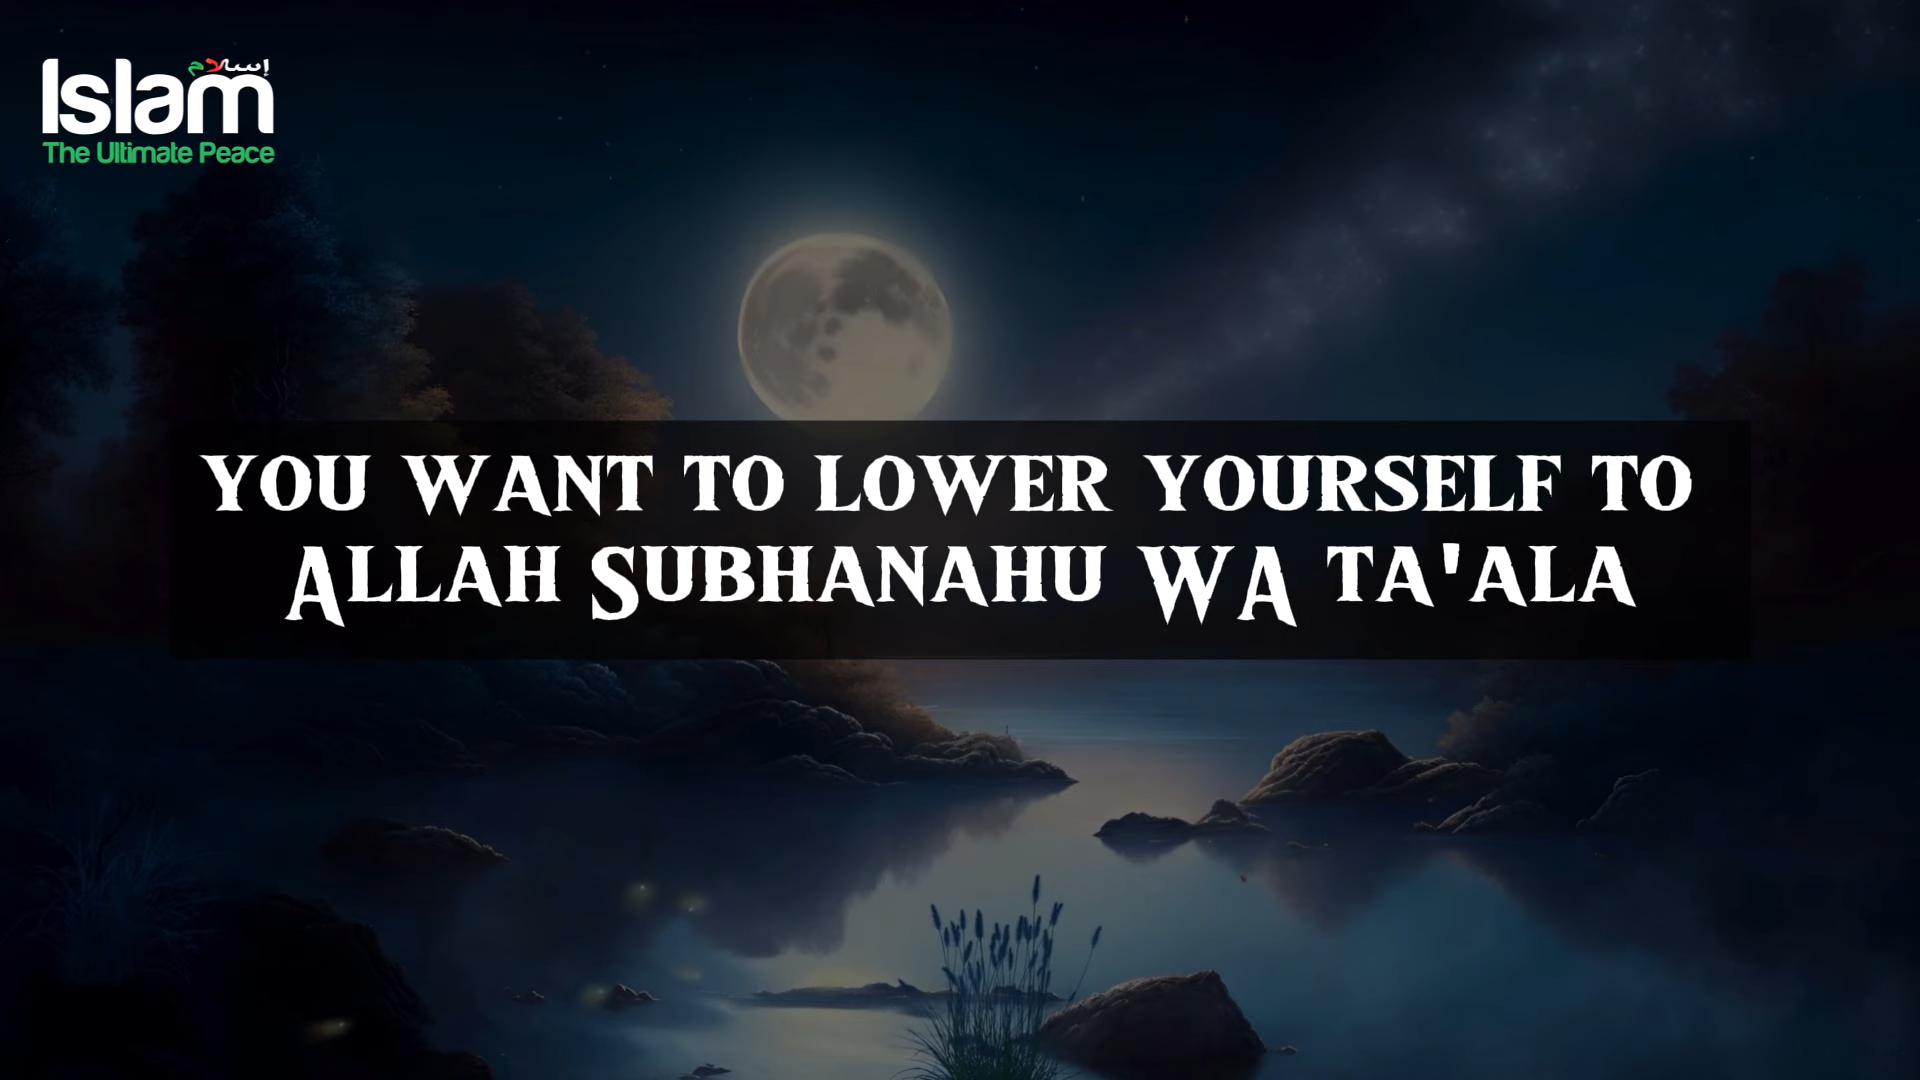 إسلام
Islam
The Ultimate Peace
YOU WANT TO LOWER YOURSELF TO
ALLAH SUBHANAHU WA TA'ALA